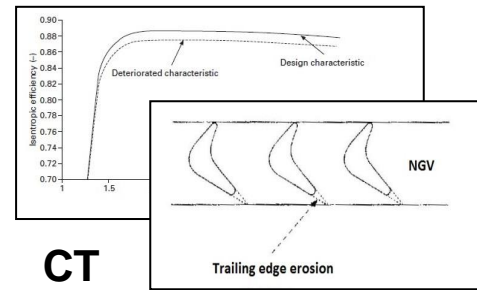 0.90
0.88
0.86
0.84
0.82
0.80
0.78
0.76
0.74
0.72
0.70
Isentropic efficiency (–)
1
1.5
Deteriorated characteristic
Design characteristic
NGV
Trailing edge erosion
CT